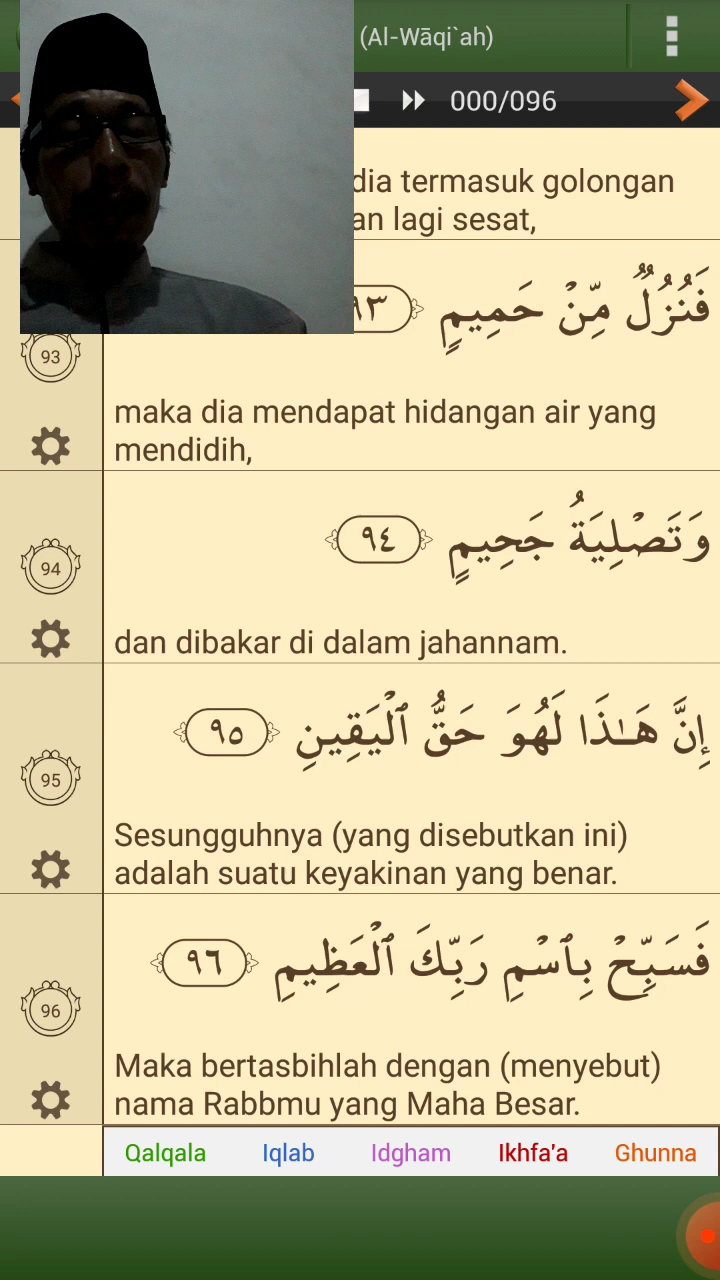 (Al-Wāqi`ah)
000/096
dia termasuk golongan
an lagi sesat,
فَنُزُلٌ مِّنْ حَمِيمٍ ٩٣
93
maka dia mendapat hidangan air yang
mendidih,
وَتَصْلِيَةُ جَحِيمٍ ٩٤
94
dan dibakar di dalam jahannam.
إِنَّ هَـٰذَا لَهُوَ حَقُّ ٱلْيَقِينِ ٩٥
95
Sesungguhnya (yang disebutkan ini)
adalah suatu keyakinan yang benar.
فَسَبِّحْ بِٱسْمِ رَبِّكَ ٱلْعَظِيمِ ٩٦
96
Maka bertasbihlah dengan (menyebut)
nama Rabbmu yang Maha Besar.
Qalqala Iqlab Idgham Ikhfa'a Ghunna